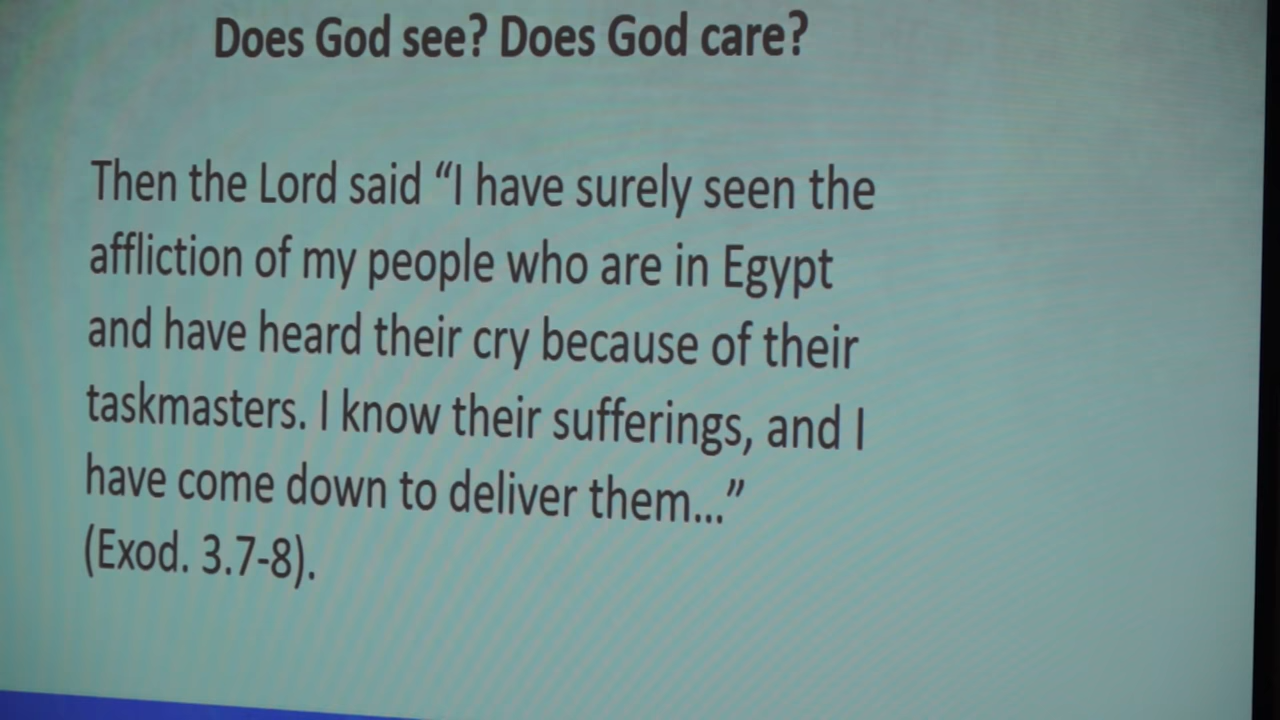 Does God see? Does God care?
Then the Lord said “I have surely seen the
affliction of my people who are in Egypt
and have heard their cry because of their
taskmasters. I know their sufferings, and I
have come down to deliver them...”
(Exod. 3.7-8).